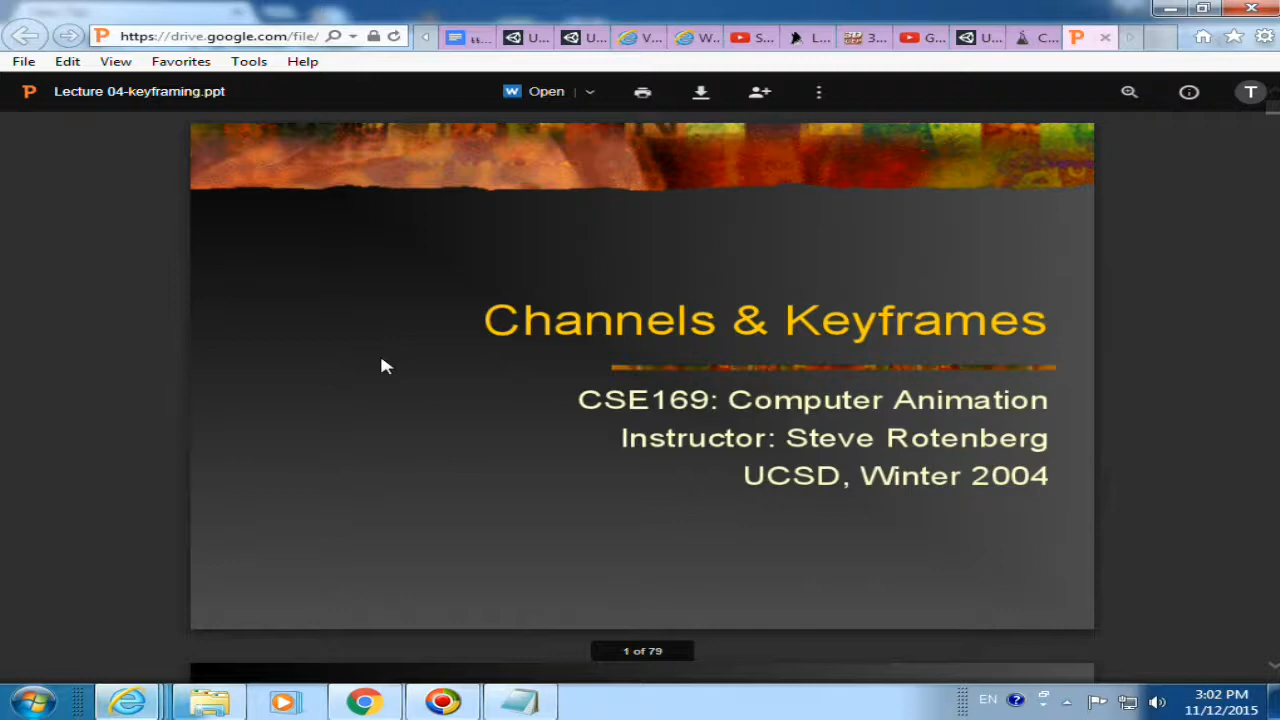 https://drive.google.com/file/
U...
U...
V...
W...
S...
L...
3...
G...
U...
C...
File Edit View Favorites Tools Help
Lecture 04-keyframing.ppt
Open
T
Channels & Keyframes
CSE169: Computer Animation
Instructor: Steve Rotenberg
UCSD, Winter 2004
1 of 79
EN
3:02 PM
11/12/2015